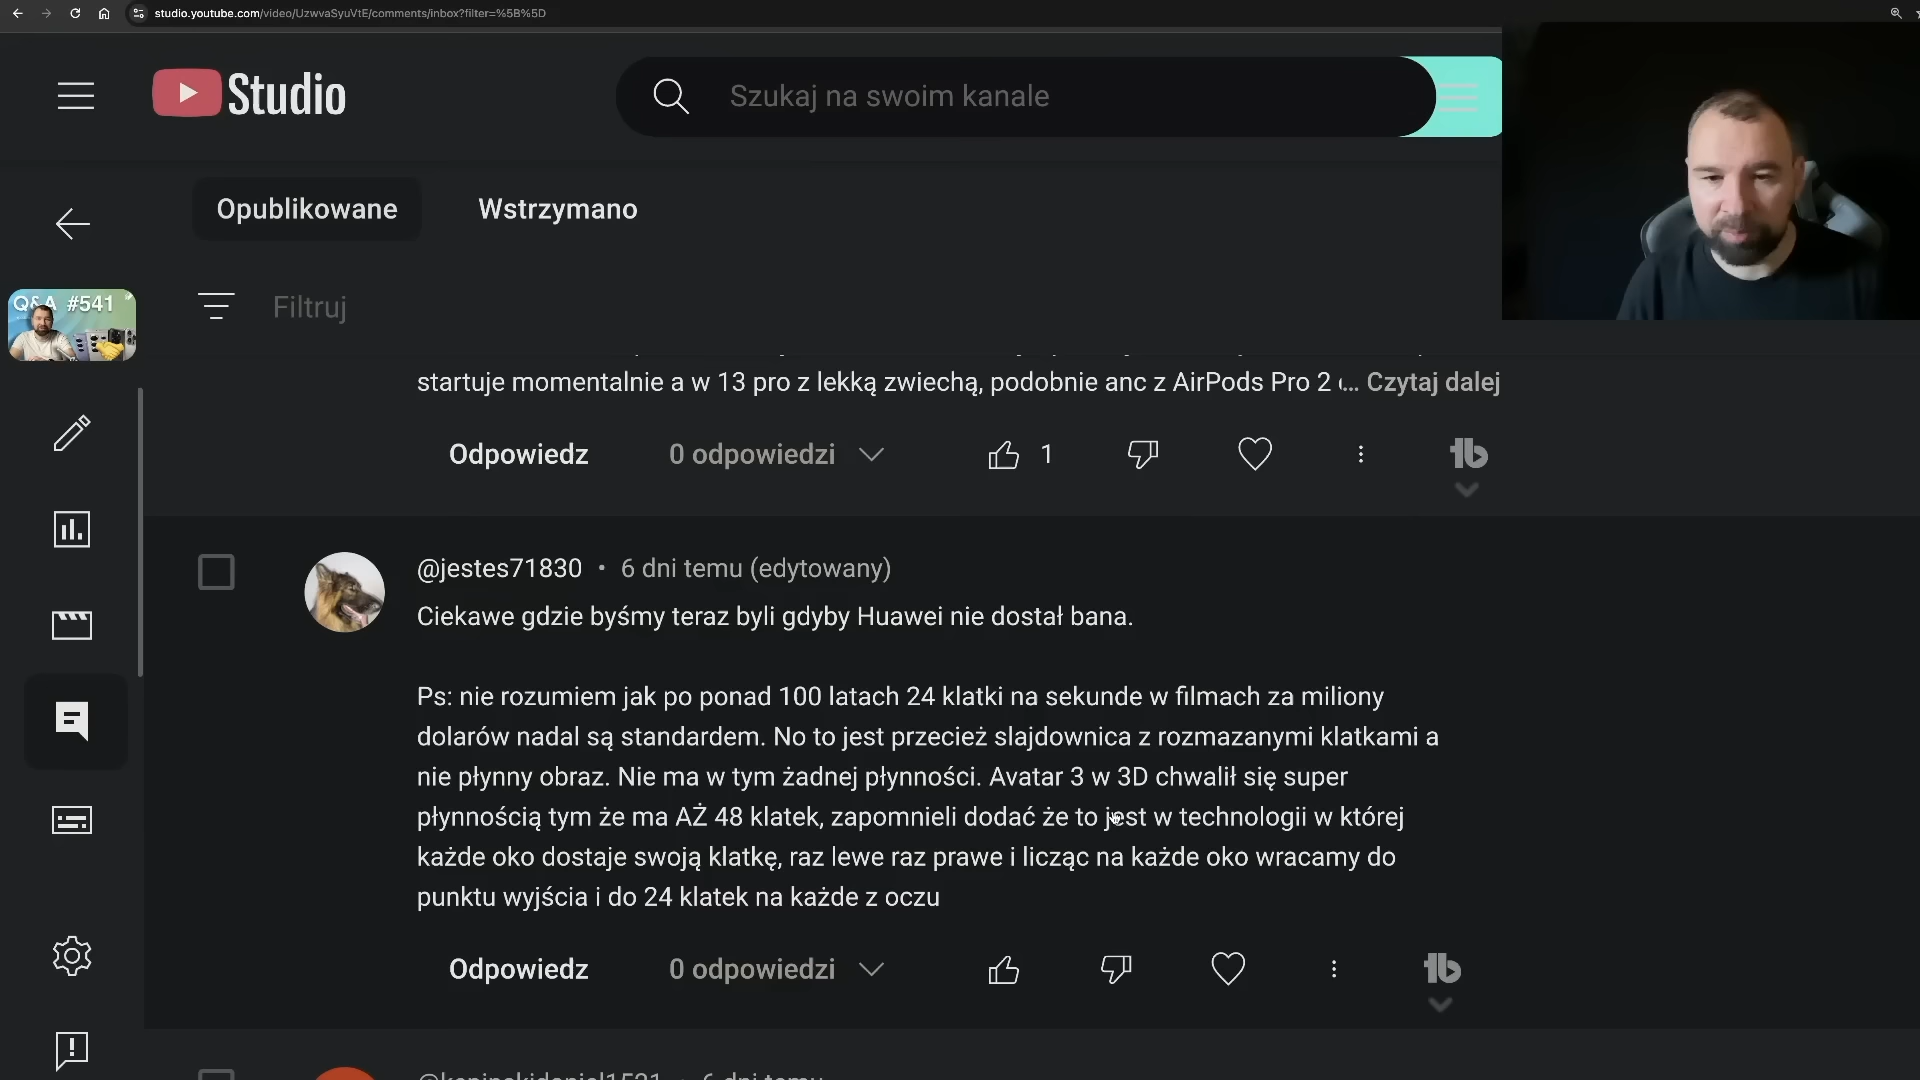 studio.youtube.com/video/UzwvaSyuVtE/comments/inbox?filter=%5B%5D
Studio
Szukaj na swoim kanale
Opublikowane
Wstrzymano
Q&A #541
Filtruj
startuje momentalnie a w 13 pro z lekką zwiechą, podobnie anc z AirPods Pro 2 ... Czytaj dalej
Odpowiedz
0 odpowiedzi
1
@jestes71830 • 6 dni temu (edytowany)
Ciekawe gdzie byśmy teraz byli gdyby Huawei nie dostał bana.
Ps: nie rozumiem jak po ponad 100 latach 24 klatki na sekunde w filmach za miliony
dolarów nadal są standardem. No to jest przecież slajdownica z rozmazanymi klatkami a
nie płynny obraz. Nie ma w tym żadnej płynności. Avatar 3 w 3D chwalił się super
płynnością tym że ma AŻ 48 klatek, zapomnieli dodać że to jest w technologii w której
każde oko dostaje swoją klatkę, raz lewe raz prawe i licząc na każde oko wracamy do
punktu wyjścia i do 24 klatek na każde z oczu
Odpowiedz
0 odpowiedzi
6 dni temu